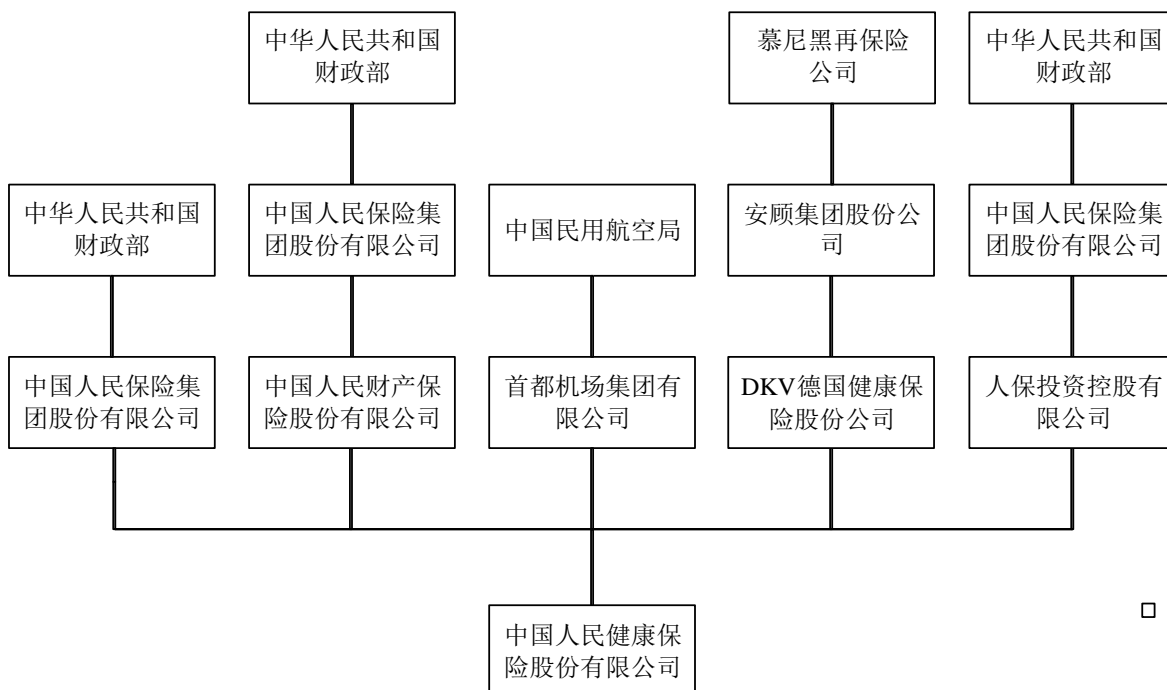 中华人民共和国
财政部
慕尼黑再保险
公司
中华人民共和国
财政部
中华人民共和国
财政部
中国人民保险集
团股份有限公司
中国民用航空局
安顾集团股份公
司
中国人民保险集
团股份有限公司
中国人民保险集
团股份有限公司
中国人民财产保
险股份有限公司
首都机场集团有
限公司
DKV德国健康保
险股份公司
人保投资控股有
限公司
中国人民健康保
险股份有限公司